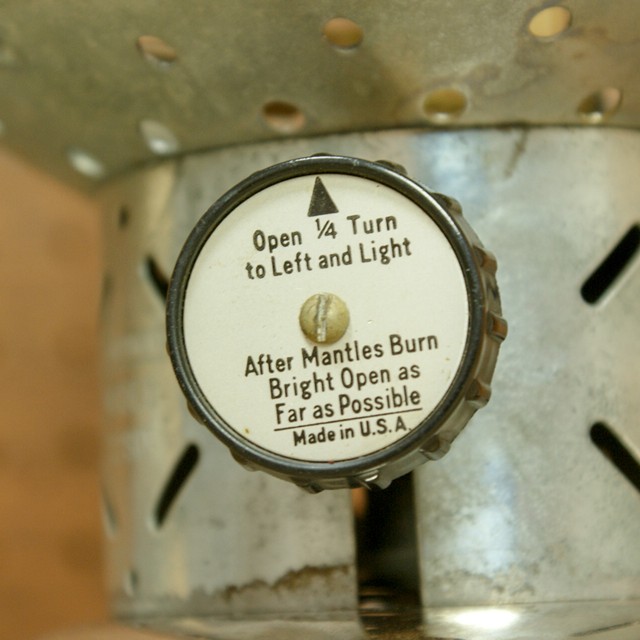 Open ¼ Turn
to Left and Light
After Mantles Burn
Bright Open as
Far as Possible
Made in U.S.A.